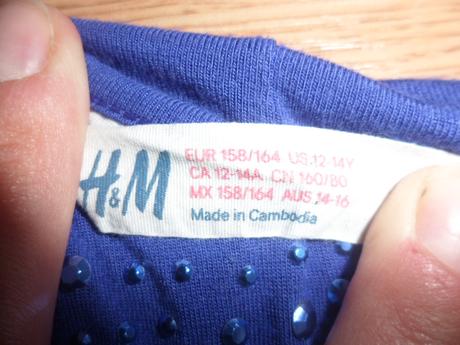 H&M
EUR 158/164 US 12-14Y
CA 12-14A CN 160/80
MX 158/164 AUS 14-16
Made in Cambodia